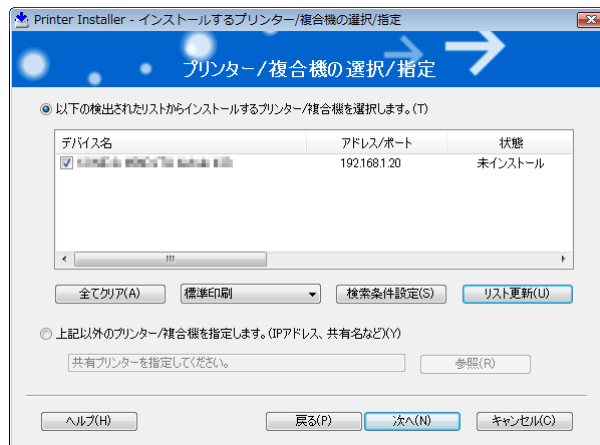 Printer Installer - インストールするプリンター/複合機の選択/指定
プリンター/複合機の選択/指定
以下の検出されたリストからインストールするプリンター/複合機を選択します。(T)
デバイス名 アドレス/ポート 状態
192.168.1.20 未インストール
全てクリア(A) 標準印刷 検索条件設定(S) リスト更新(U)
上記以外のプリンター/複合機を指定します。(IPアドレス、共有名など)(Y)
共有プリンターを指定してください。 参照(R)
ヘルプ(H) 戻る(P) 次へ(N) キャンセル(C)